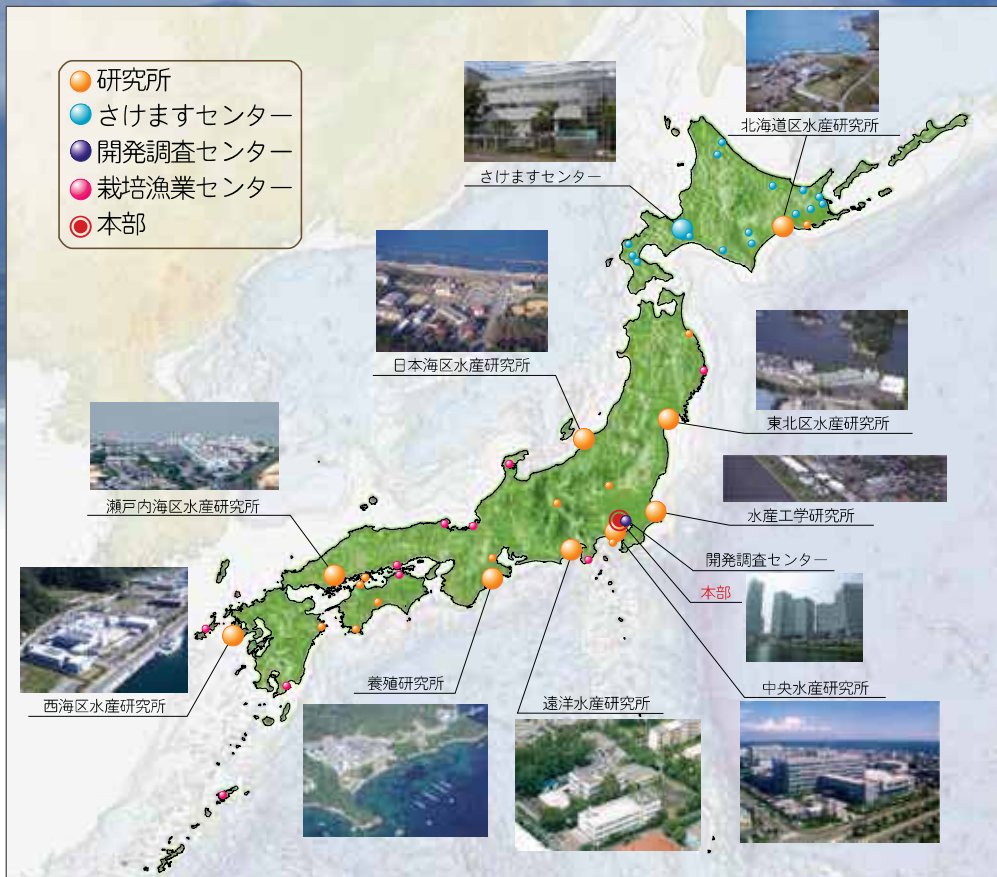 研究所
さけますセンター
開発調査センター
栽培漁業センター
本部
北海道区水産研究所
さけますセンター
日本海区水産研究所
東北区水産研究所
瀬戸内海区水産研究所
水産工学研究所
開発調査センター
本部
西海区水産研究所
養殖研究所
遠洋水産研究所
中央水産研究所